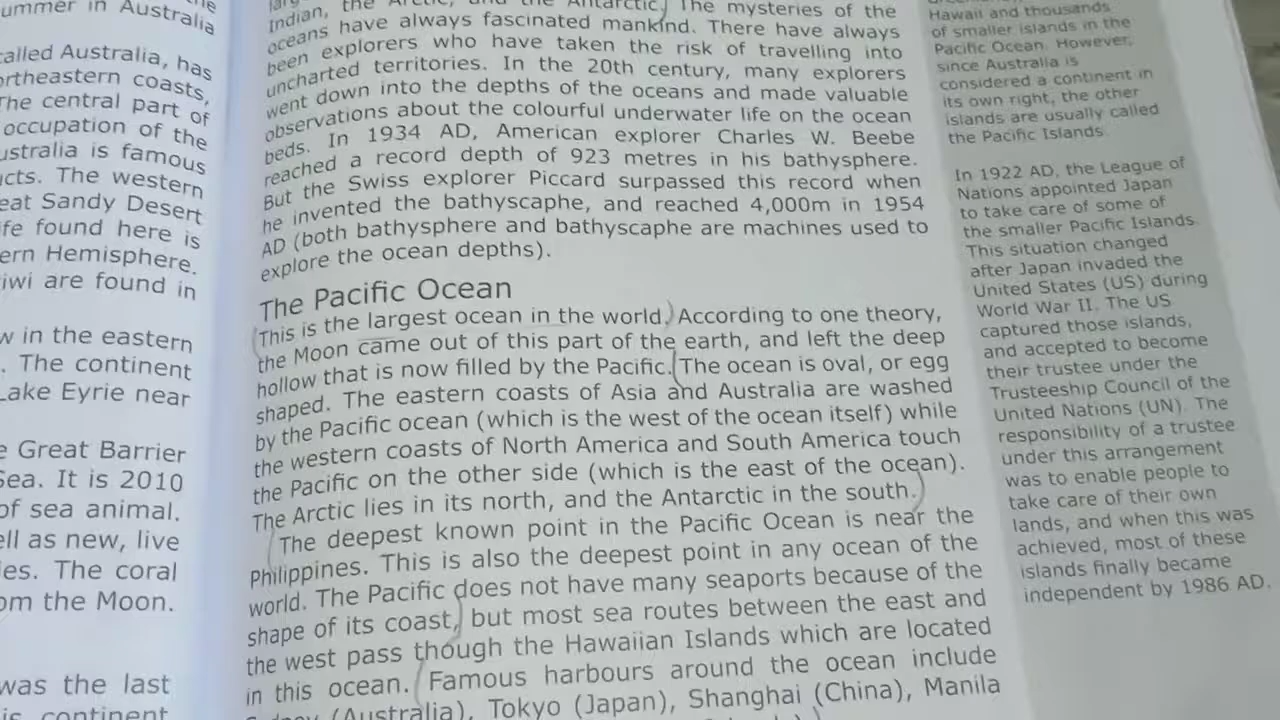 ummer in Australia
called Australia, has
ortheastern coasts,
The central part of
occupation of the
ustralia is famous
ucts. The western
eat Sandy Desert
ife found here is
ern Hemisphere.
iwi are found in
w in the eastern
. The continent
Lake Eyrie near
e Great Barrier
Sea. It is 2010
of sea animal.
ell as new, live
ies. The coral
om the Moon.
was the last
is continent
Indian, the Arctic, and the Antarctic. The mysteries of the
oceans have always fascinated mankind. There have always
been explorers who have taken the risk of travelling into
uncharted territories. In the 20th century, many explorers
went down into the depths of the oceans and made valuable
observations about the colourful underwater life on the ocean
beds. In 1934 AD, American explorer Charles W. Beebe
reached a record depth of 923 metres in his bathysphere.
But the Swiss explorer Piccard surpassed this record when
he invented the bathyscaphe, and reached 4,000m in 1954
AD (both bathysphere and bathyscaphe are machines used to
explore the ocean depths).
The Pacific Ocean
This is the largest ocean in the world. According to one theory,
the Moon came out of this part of the earth, and left the deep
hollow that is now filled by the Pacific. The ocean is oval, or egg
shaped. The eastern coasts of Asia and Australia are washed
by the Pacific ocean (which is the west of the ocean itself) while
the western coasts of North America and South America touch
the Pacific on the other side (which is the east of the ocean).
The Arctic lies in its north, and the Antarctic in the south.
The deepest known point in the Pacific Ocean is near the
Philippines. This is also the deepest point in any ocean of the
world. The Pacific does not have many seaports because of the
shape of its coast, but most sea routes between the east and
the west pass though the Hawaiian Islands which are located
in this ocean. Famous harbours around the ocean include
(Australia), Tokyo (Japan), Shanghai (China), Manila
Hawaii and thousands
of smaller islands in the
Pacific Ocean. However,
since Australia is
considered a continent in
its own right, the other
islands are usually called
the Pacific Islands.
In 1922 AD, the League of
Nations appointed Japan
to take care of some of
the smaller Pacific Islands.
This situation changed
after Japan invaded the
United States (US) during
World War II. The US
captured those islands,
and accepted to become
their trustee under the
Trusteeship Council of the
United Nations (UN). The
responsibility of a trustee
under this arrangement
was to enable people to
take care of their own
lands, and when this was
achieved, most of these
islands finally became
independent by 1986 AD.